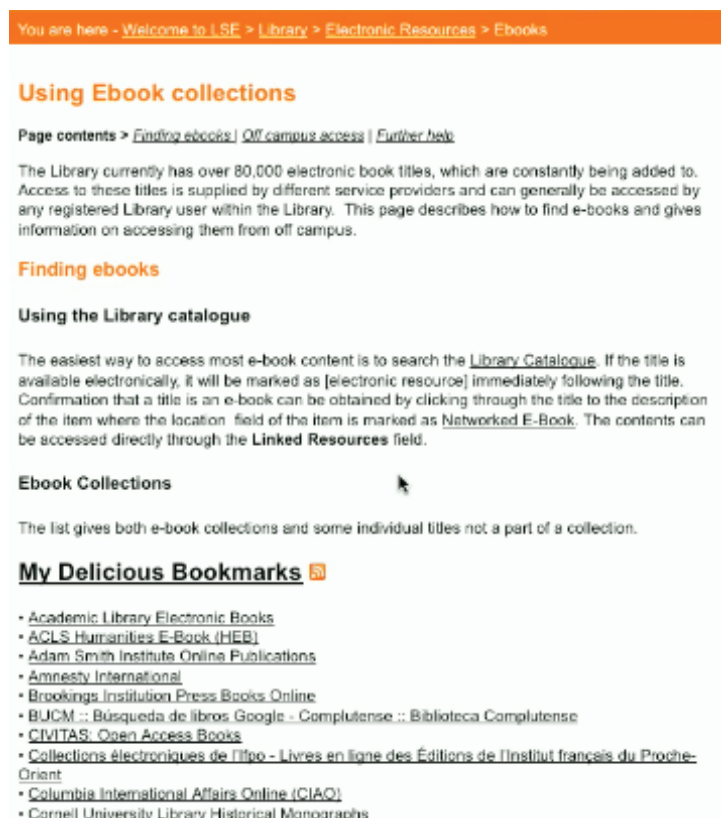 You are here - Welcome to LSE > Library > Electronic Resources > Ebooks
Using Ebook collections
Page contents > Finding ebooks | Off campus access | Further help
The Library currently has over 80,000 electronic book titles, which are constantly being added to.
Access to these titles is supplied by different service providers and can generally be accessed by
any registered Library user within the Library. This page describes how to find e-books and gives
information on accessing them from off campus.
Finding ebooks
Using the Library catalogue
The easiest way to access most e-book content is to search the Library Catalogue. If the title is
available electronically, it will be marked as [electronic resource] immediately following the title.
Confirmation that a title is an e-book can be obtained by clicking through the title to the description
of the item where the location field of the item is marked as Networked E-Book. The contents can
be accessed directly through the Linked Resources field.
Ebook Collections
The list gives both e-book collections and some individual titles not a part of a collection.
My Delicious Bookmarks
• Academic Library Electronic Books
• ACLS Humanities E-Book (HEB)
• Adam Smith Institute Online Publications
• Amnesty International
• Brookings Institution Press Books Online
• BUCM :: Búsqueda de libros Google - Complutense :: Biblioteca Complutense
• CIVITAS: Open Access Books
• Collections électroniques de l'Ifpo - Livres en ligne des Éditions de l'Institut français du Proche-
Orient
• Columbia International Affairs Online (CIAO)
• Cornell University Library Historical Monographs